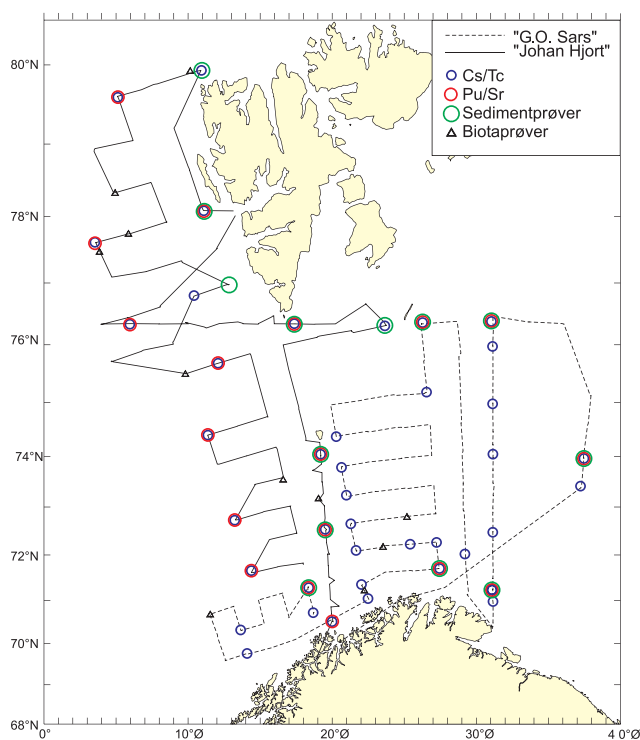 "G.O. Sars"
"Johan Hjort"
Cs/Tc
Pu/Sr
Sedimentprøver
Biotaprøver
80°N
78°N
76°N
74°N
72°N
70°N
68°N
0°
10°Ø
20°Ø
30°Ø
4 0°Ø